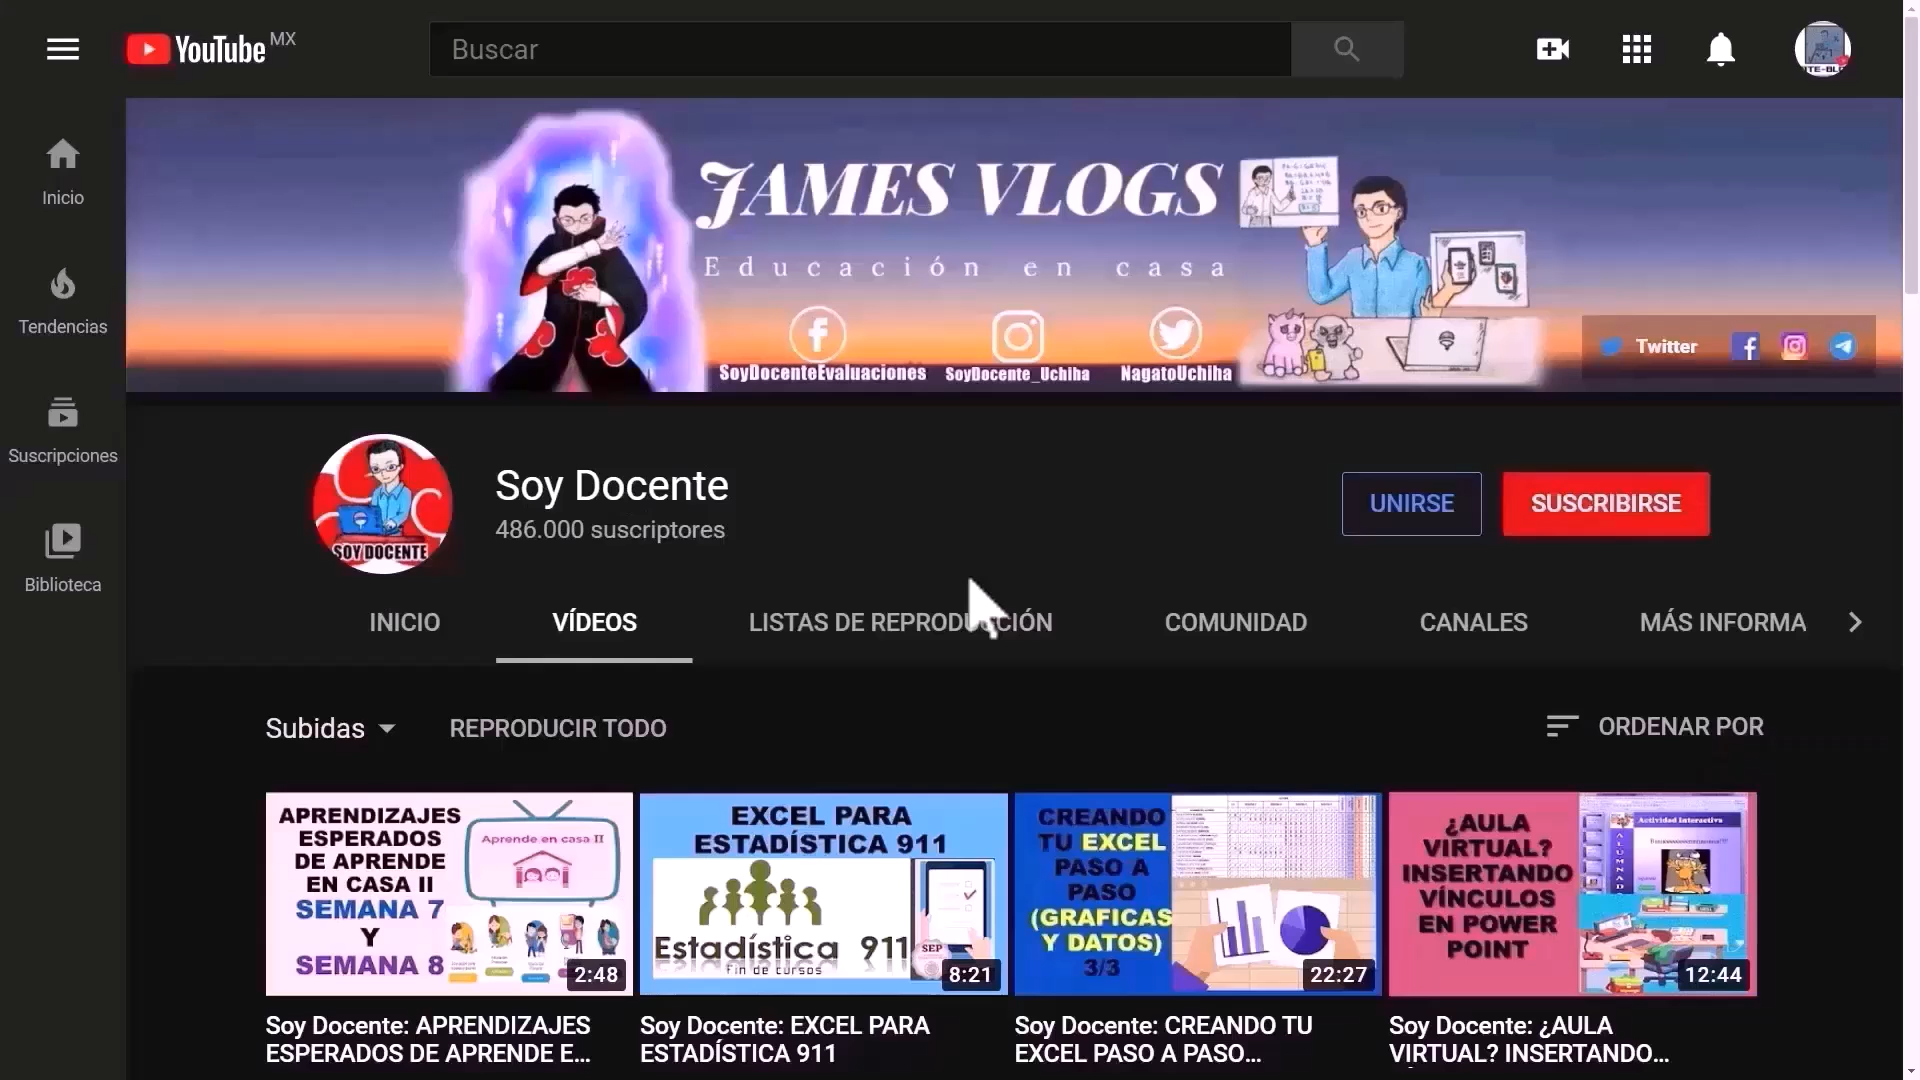 YouTube MX
Buscar
Inicio
Tendencias
Suscripciones
Biblioteca
JAMES VLOGS
Educación en casa
SoyDocenteEvaluaciones
SoyDocente_Uchiha
NagatoUchiha
Twitter
SOY DOCENTE
Soy Docente
486.000 suscriptores
UNIRSE
SUSCRIBIRSE
INICIO
VÍDEOS
LISTAS DE REPRODUCCIÓN
COMUNIDAD
CANALES
MÁS INFORMA
Subidas
REPRODUCIR TODO
ORDENAR POR
APRENDIZAJES
ESPERADOS
DE APRENDE
EN CASA II
SEMANA 7
Y
SEMANA 8
Aprende en casa II
2:48
Soy Docente: APRENDIZAJES
ESPERADOS DE APRENDE E...
EXCEL PARA
ESTADÍSTICA 911
Estadística 911
Fin de cursos
SEP
8:21
Soy Docente: EXCEL PARA
ESTADÍSTICA 911
CREANDO
TU EXCEL
PASO A
PASO
(GRAFICAS
Y DATOS)
3/3
22:27
Soy Docente: CREANDO TU
EXCEL PASO A PASO...
¿AULA
VIRTUAL?
INSERTANDO
VÍNCULOS
EN POWER
POINT
Actividad Interactiva
ALUMNAD
12:44
Soy Docente: ¿AULA
VIRTUAL? INSERTANDO...